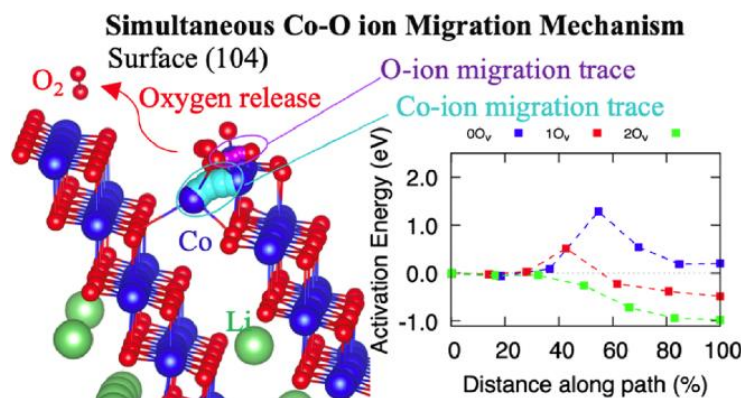 Simultaneous Co-O ion Migration Mechanism
Surface (104)
O₂
Oxygen release
O-ion migration trace
Co-ion migration trace
Co
Li
0Oᵥ 1Oᵥ 2Oᵥ
Activation Energy (eV)
2.0
1.0
0.0
-1.0
0 20 40 60 80 100
Distance along path (%)